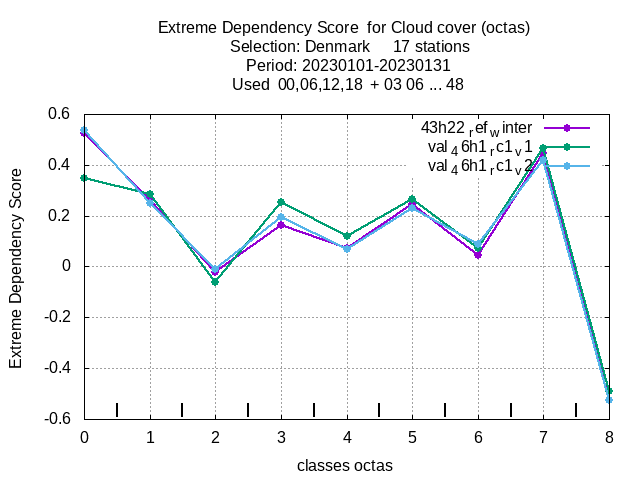 Extreme Dependency Score  for Cloud cover (octas)
Selection: Denmark     17 stations
Period: 20230101-20230131
Used  00,06,12,18  + 03 06 ... 48
43h22 ref winter
val 46h1 rc1 v1
val 46h1 rc1 v2
Extreme Dependency Score
0.6
0.4
0.2
0
-0.2
-0.4
-0.6
0 1 2 3 4 5 6 7 8
classes octas